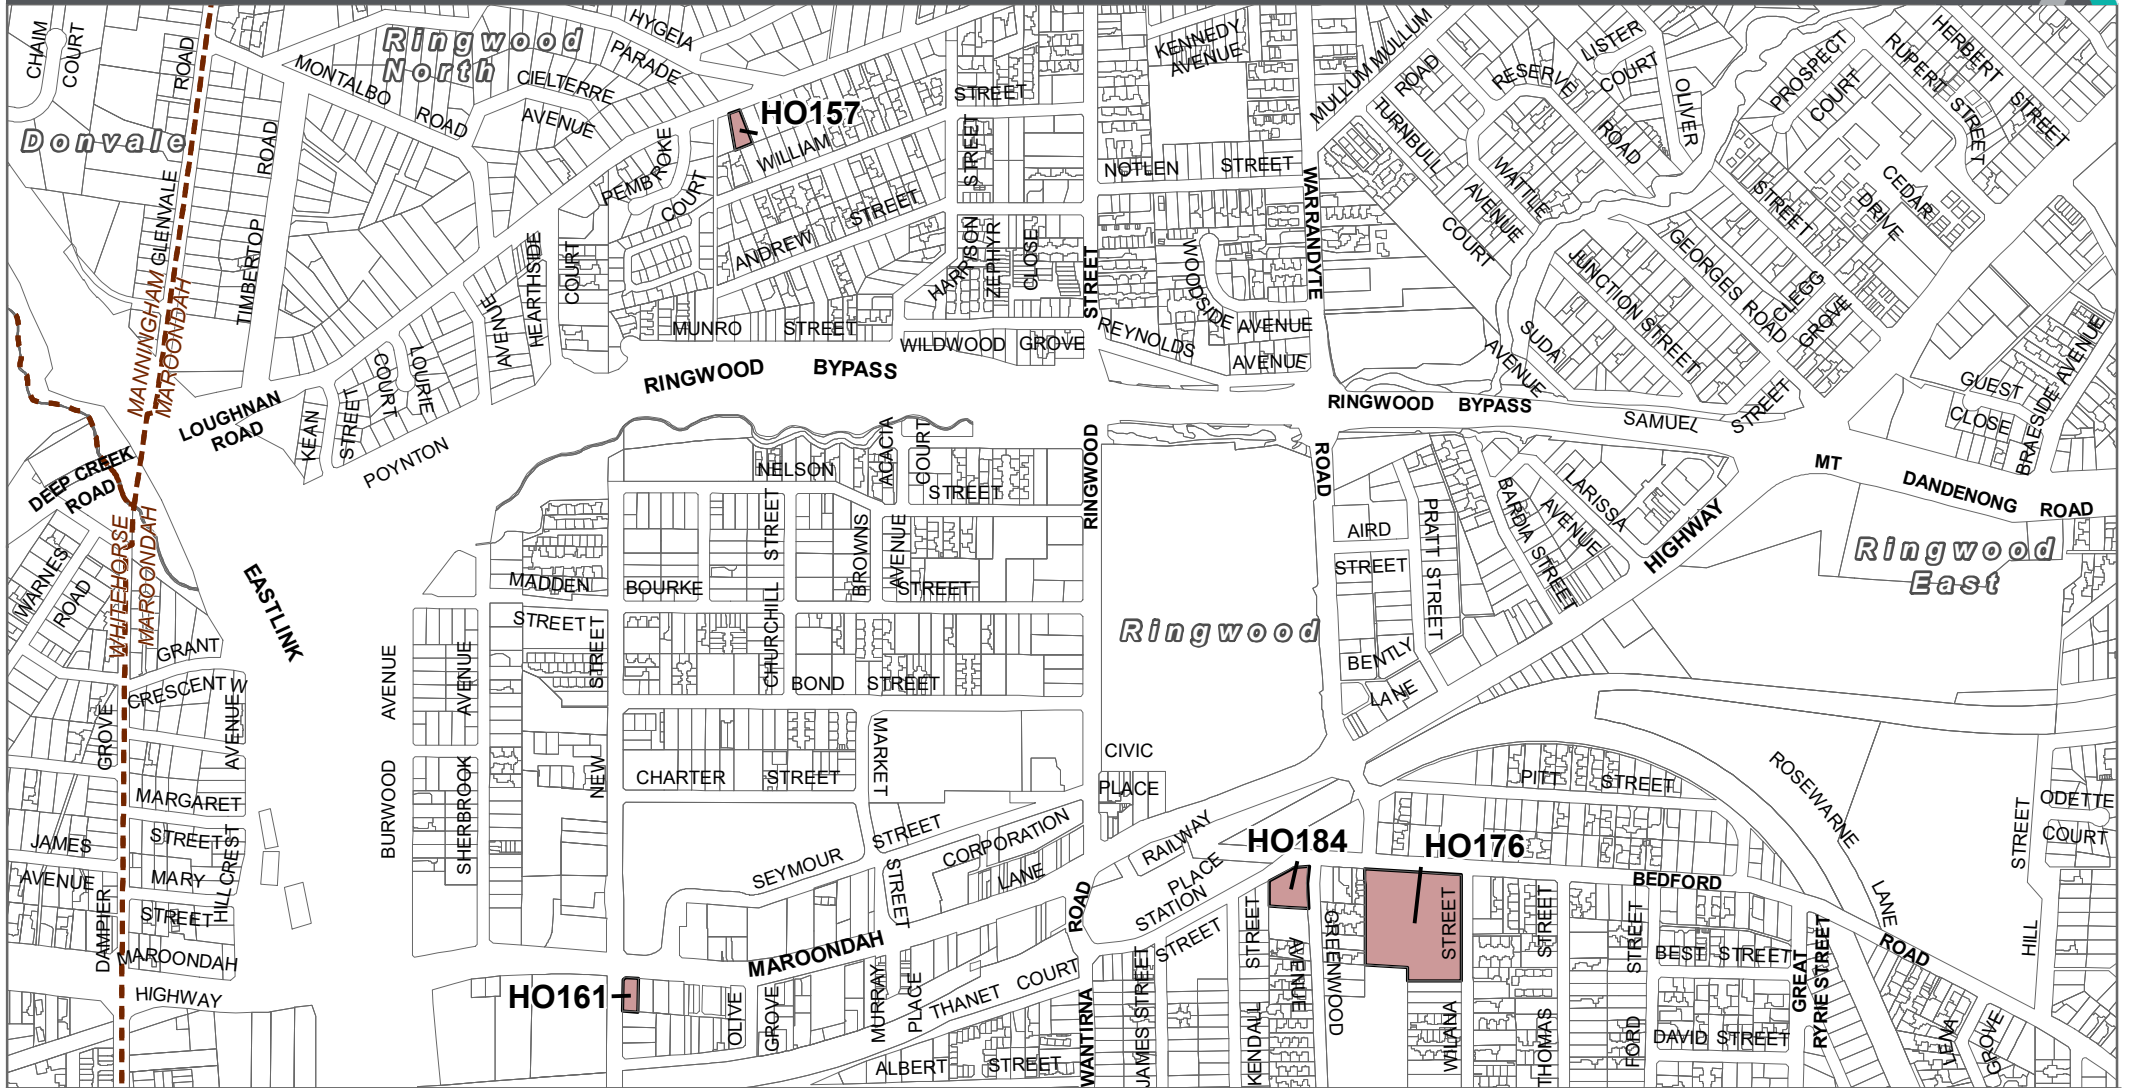 CHAIM
COURT
ROAD
Ringwood
North
HYGEIA
PARADE
MONTALBO
ROAD
CIELTERRE
AVENUE
Donvale
ROAD
GLENVALE
TIMBERTOP
MANNINGHAM
MAROONDAH
HO157
WILLIAM
STREET
PEMBROKE
COURT
ANDREW
STREET
HARRISON
STREET
ZEPHYR
CLOSE
HEARTHSIDE
COURT
AVENUE
MUNRO
STREET
WILDWOOD
GROVE
KENNEDY
AVENUE
MULLUM MULLUM
ROAD
TURNBULL
COURT
NOTLEN
STREET
WARRANDYTE
STREET
WOODSIDE
AVENUE
REYNOLDS
AVENUE
RESERVE
ROAD
LISTER
COURT
OLIVER
WATTLE
AVENUE
PROSPECT
COURT
RUPERT
STREET
HERBERT
STREET
CEDAR
DRIVE
STREET
GEORGES
ROAD
CLEGG
GROVE
JUNCTION STREET
SUDA
AVENUE
SAMUEL
STREET
GUEST
CLOSE
BRAESIDE AVENUE
RINGWOOD
BYPASS
RINGWOOD
BYPASS
MT
DANDENONG
ROAD
LOUGHNAN
ROAD
KEAN
STREET
COURT
LOURIE
POYNTON
DEEP CREEK
ROAD
WHITEHORSE
MAROONDAH
WARNES
ROAD
EASTLINK
GRANT
CRESCENT
W
AVENUE
GROVE
MARGARET
STREET
JAMES
AVENUE
MARY
STREET
HILLCREST
DAMPIER
MAROONDAH
HIGHWAY
NELSON
STREET
ACACIA
COURT
CHURCHILL
STREET
BROWNS
AVENUE
MADDEN
STREET
BOURKE
STREET
STREET
NEW
BURWOOD
AVENUE
SHERBROOK
AVENUE
BOND
STREET
CHARTER
STREET
MARKET
STREET
SEYMOUR
STREET
CORPORATION
LANE
RINGWOOD
Ringwood
ROAD
AIRD
STREET
PRATT STREET
BARDIA STREET
LARISSA
AVENUE
HIGHWAY
BENTLY
LANE
Ringwood
East
CIVIC
PLACE
RAILWAY
PLACE
STATION
STREET
HO184
HO176
PITT
STREET
BEDFORD
ROAD
ROSEWARNE
LANE
ODETTE
COURT
STREET
HILL
HO161
MAROONDAH
OLIVE
GROVE
MURRAY
PLACE
THANET
COURT
ALBERT
STREET
ROAD
WANTIRNA
JAMES STREET
KENDALL
STREET
AVENUE
GREENWOOD
WILANA
STREET
THOMAS
STREET
FORD
STREET
BEST
STREET
DAVID
STREET
GREAT
RYRIE STREET
LENA
GROVE